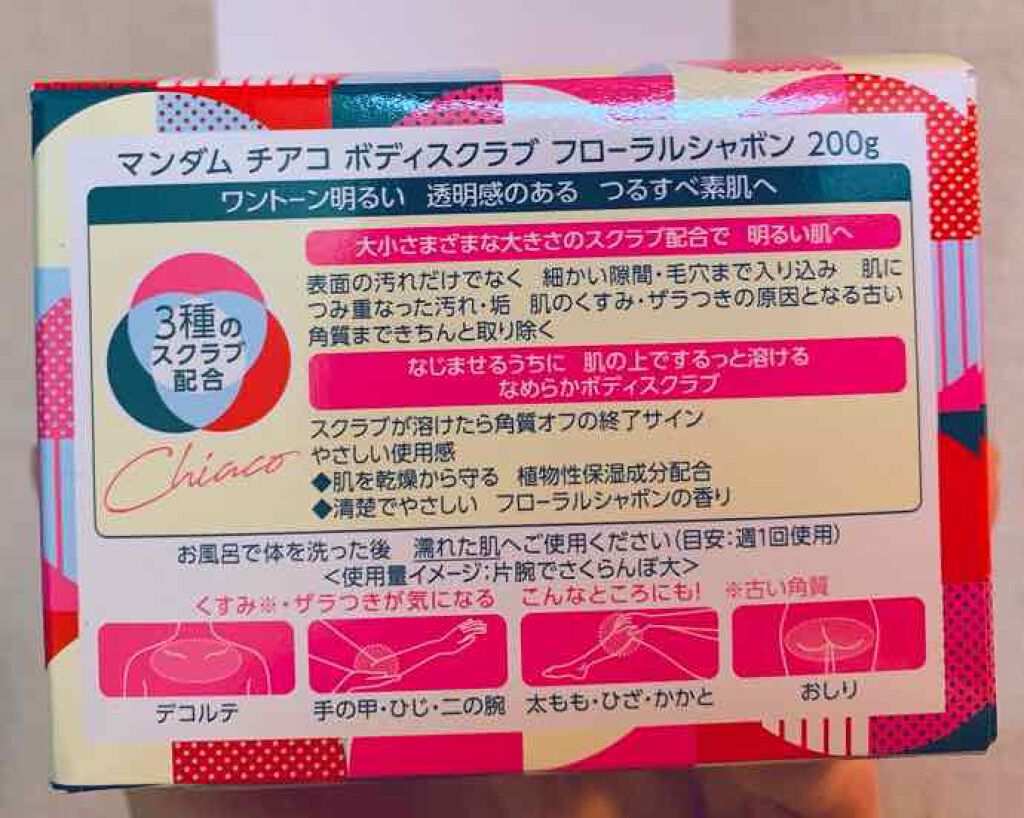 マンダム チアコ ボディスクラブ フローラルシャボン 200g
ワントーン明るい 透明感のある つるすべ素肌へ
大小さまざまな大きさのスクラブ配合で 明るい肌へ
表面の汚れだけでなく 細かい隙間・毛穴まで入り込み 肌に
つみ重なった汚れ・垢 肌のくすみ・ザラつきの原因となる古い
角質まできちんと取り除く
3種の
スクラブ
配合
Chiaco
なじませるうちに 肌の上でするっと溶ける
なめらかボディスクラブ
スクラブが溶けたら角質オフの終了サイン
やさしい使用感
◆肌を乾燥から守る 植物性保湿成分配合
◆清楚でやさしい フローラルシャボンの香り
お風呂で体を洗った後 濡れた肌へご使用ください(目安:週1回使用)
<使用量イメージ:片腕でさくらんぼ大>
くすみ※・ザラつきが気になる こんなところにも! ※古い角質
デコルテ
手の甲・ひじ・二の腕
太もも・ひざ・かかと
おしり